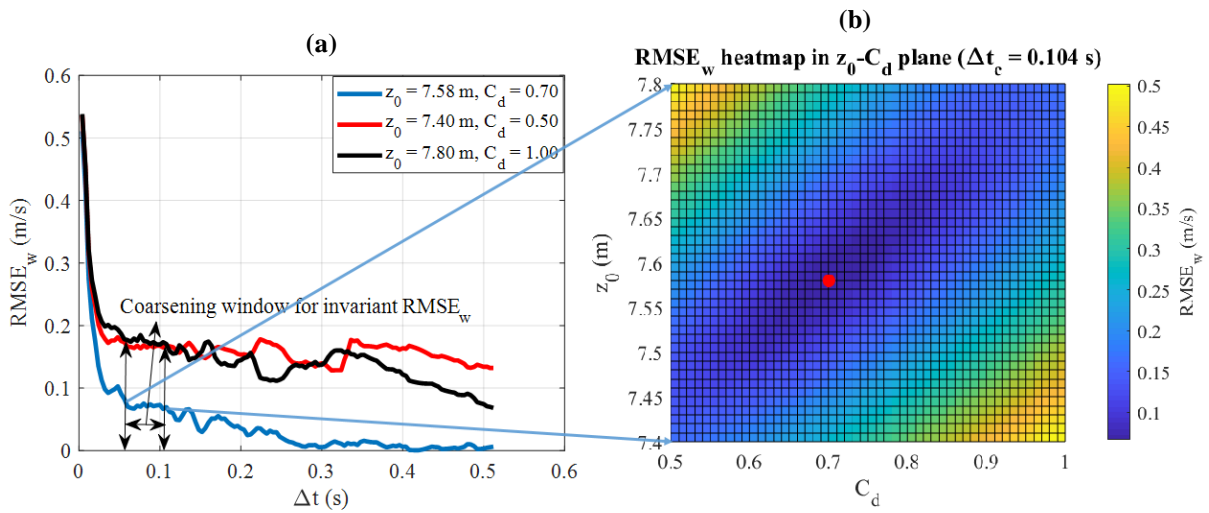 (a)
0.6
0.5
0.4
0.3
0.2
0.1
0
RMSE_w (m/s)
z_0 = 7.58 m, C_d = 0.70
z_0 = 7.40 m, C_d = 0.50
z_0 = 7.80 m, C_d = 1.00
Coarsening window for invariant RMSE_w
0 0.1 0.2 0.3 0.4 0.5 0.6
Δt (s)
(b)
RMSE_w heatmap in z_0-C_d plane (Δt_c = 0.104 s)
7.8
7.75
7.7
7.65
7.6
7.55
7.5
7.45
7.4
z_0 (m)
0.5 0.6 0.7 0.8 0.9 1
C_d
0.5
0.45
0.4
0.35
0.3
0.25
0.2
0.15
0.1
RMSE_w (m/s)